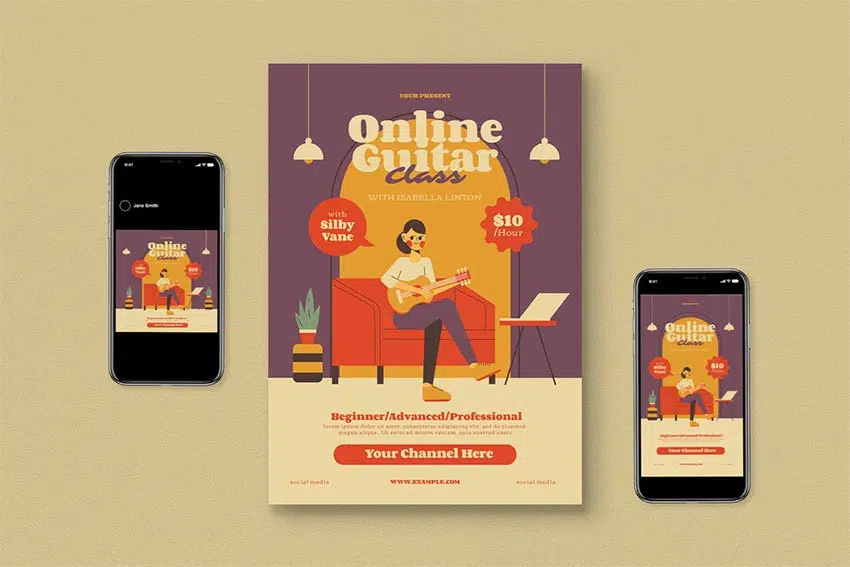 YOUR PRESENT
Online
Guitar
Class
WITH ISABELLA LINTON
with
Silby
Vane
$10
/Hour
Beginner/Advanced/Professional
lorem ipsum dolor sit amet, consectetur adipiscing elit, sed do eiusmod
magna aliqua.. Ut enim ad minim veniam, quis nostrud exerc
Your Channel Here
social media
WWW.EXAMPLE.COM
social media
9:41
Jane Smith
Online
Guitar
Class
with
Silby
Vane
$10
/Hour
Beginner/Advanced/Professional
Your Channel Here
9:41
Online
Guitar
Class
with
Silby
Vane
$10
/Hour
Beginner/Advanced/Professional
Your Channel Here